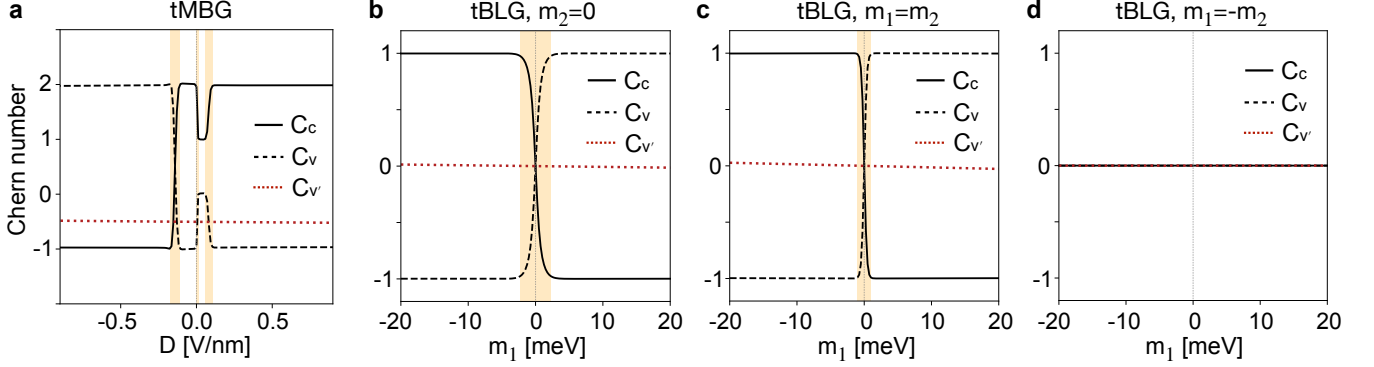 a
tMBG
Chern number
2
1
0
-1
Cc
Cv
Cv'
-0.5
0.0
0.5
D [V/nm]
b
tBLG, m2=0
1
0
-1
Cc
Cv
Cv'
-20
-10
0
10
20
m1 [meV]
c
tBLG, m1=m2
1
0
-1
Cc
Cv
Cv'
-20
-10
0
10
20
m1 [meV]
d
tBLG, m1=-m2
1
0
-1
Cc
Cv
Cv'
-20
-10
0
10
20
m1 [meV]